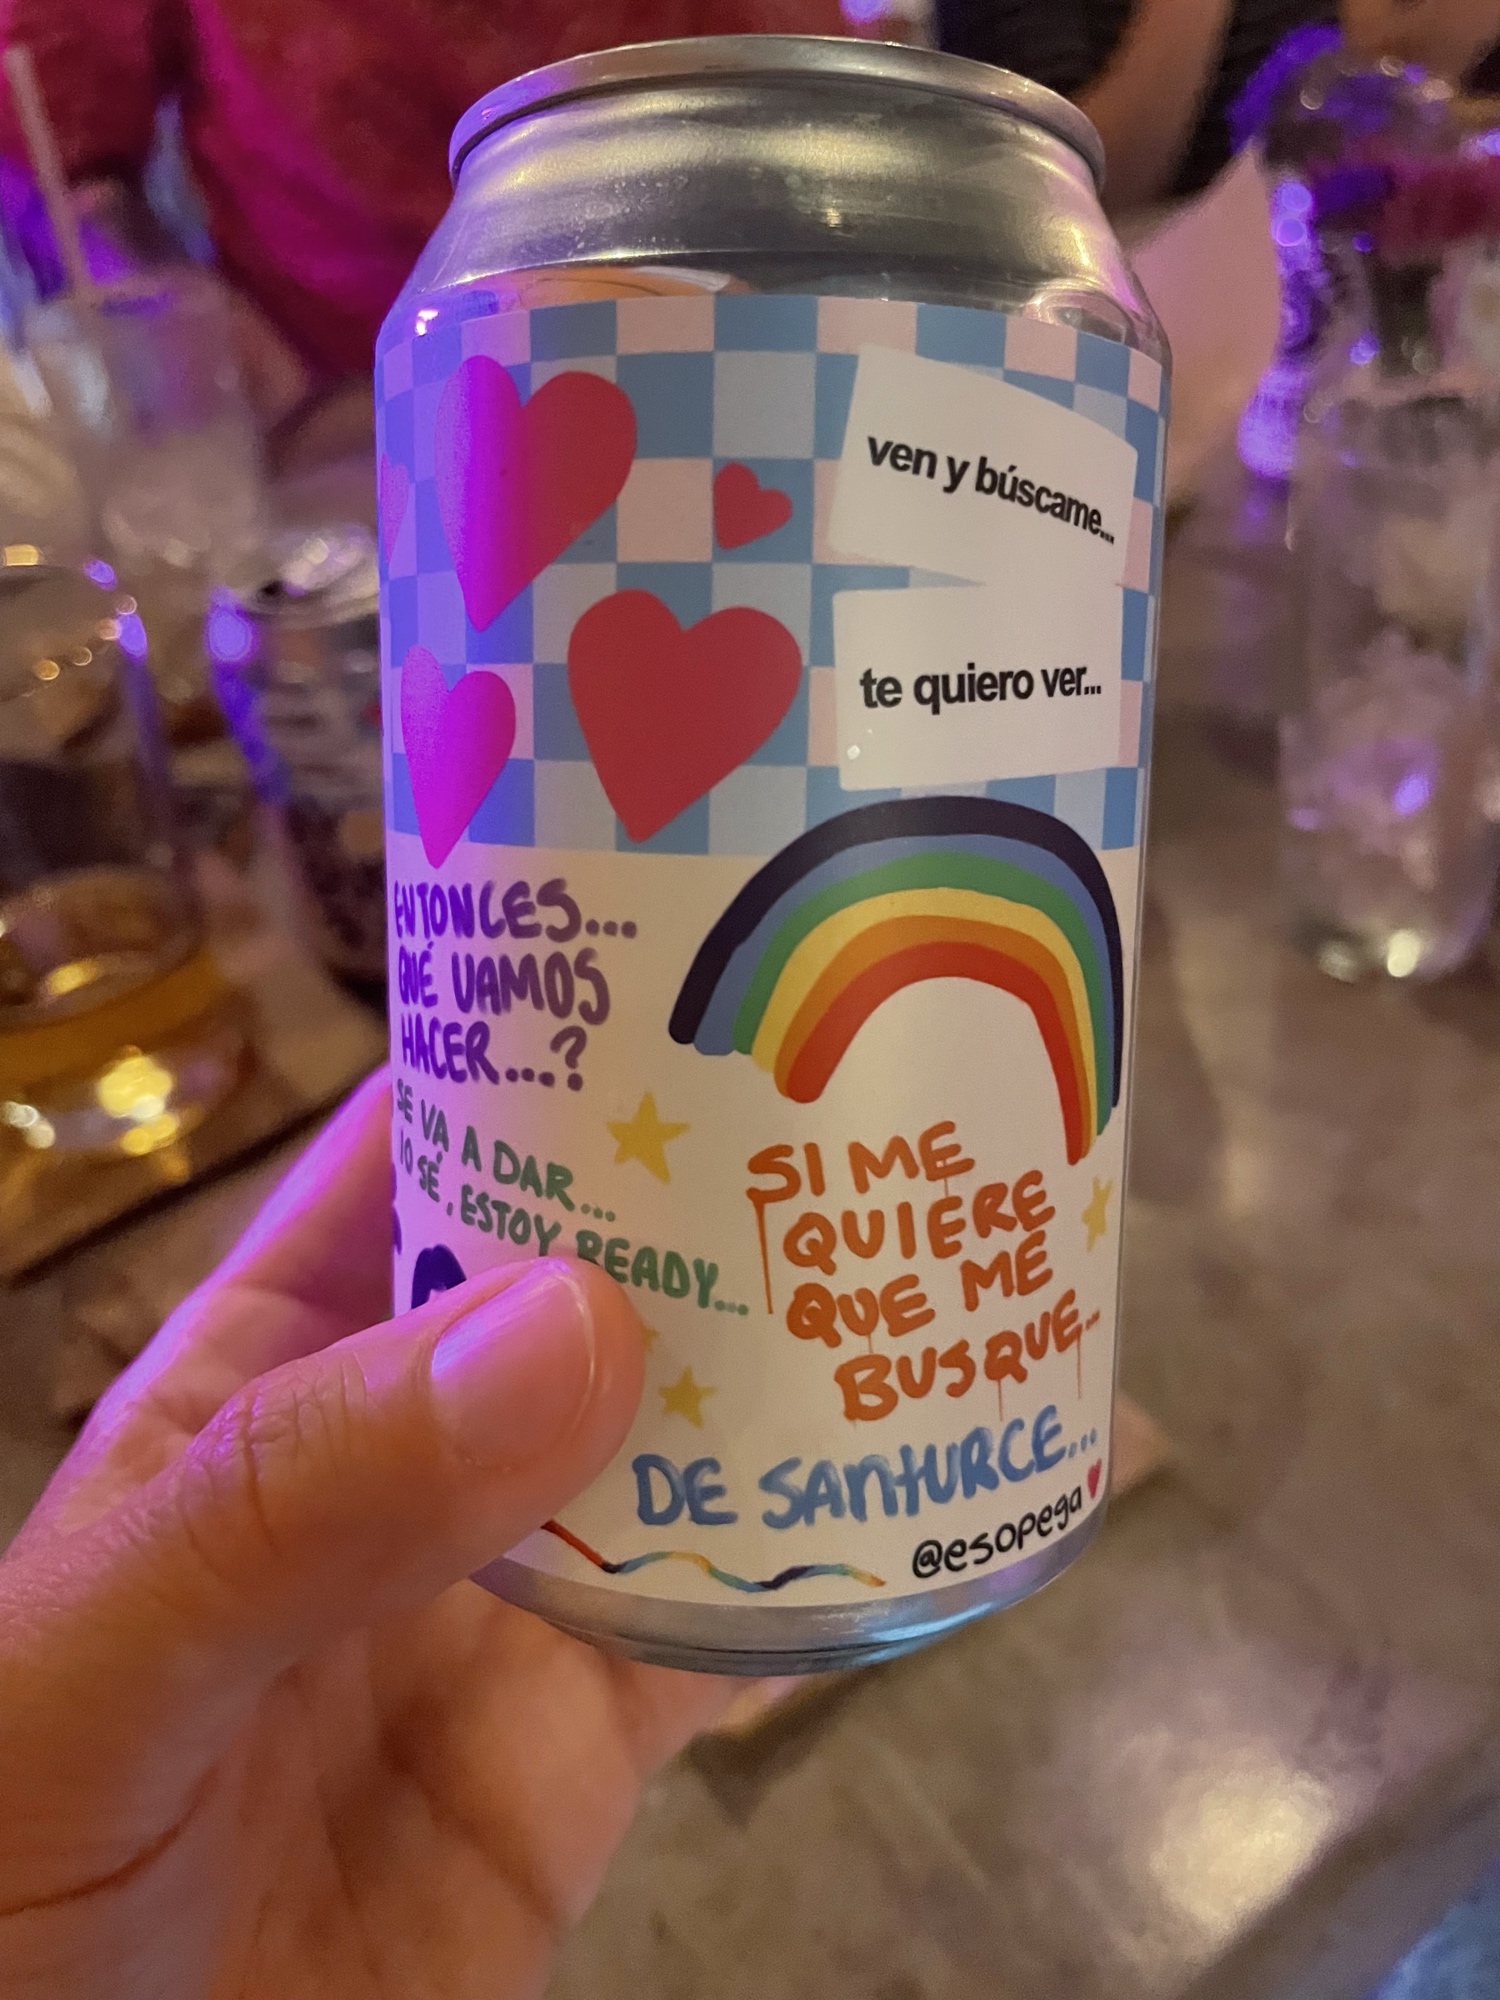 ven y búscame...
te quiero ver...
ENTONCES...
QUÉ VAMOS
HACER...?
SE VA A DAR...
LO SÉ, ESTOY READY...
SI ME
QUIERE
QUE ME
BUSQUE...
DE SANTURCE...
@esopega